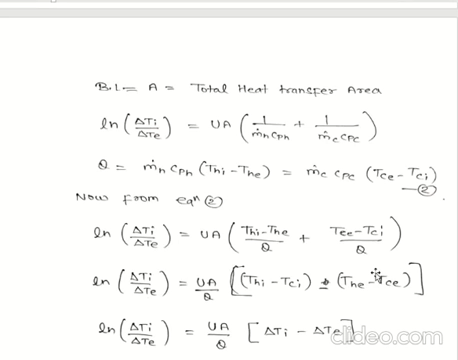 B.L= A = Total Heat transfer Area
ln(ΔTi/ΔTe) = UA (1/ṁh Cph + 1/ṁc Cpc)
Q = ṁh Cph (Thi - The) = ṁc Cpc (Tce - Tci)
—②
Now from eqn ②
ln(ΔTi/ΔTe) = UA (Thi - The/Q + Tce - Tci/Q)
ln(ΔTi/ΔTe) = UA/Q [(Thi - Tci) - (The - Tce)]
ln(ΔTi/ΔTe) = UA/Q [ΔTi - ΔTe]
clideo.com